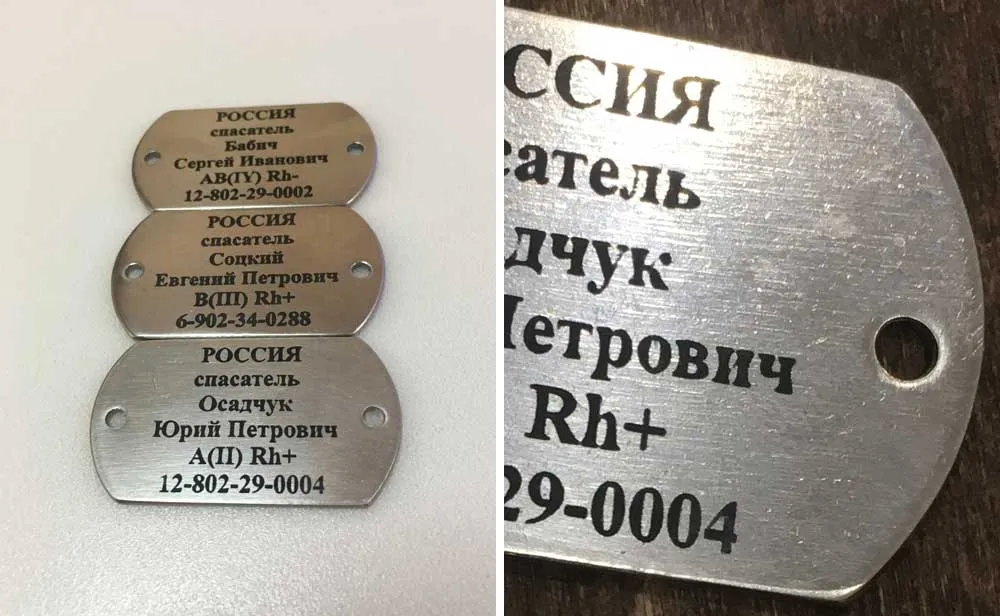 РОССИЯ
спасатель
Бабич
Сергей Иванович
AB(IY) Rh-
12-802-29-0002
РОССИЯ
спасатель
Соцкий
Евгений Петрович
B(III) Rh+
6-902-34-0288
РОССИЯ
спасатель
Осадчук
Юрий Петрович
A(II) Rh+
12-802-29-0004
ССИЯ
сатель
дчук
Петрович
Rh+
29-0004